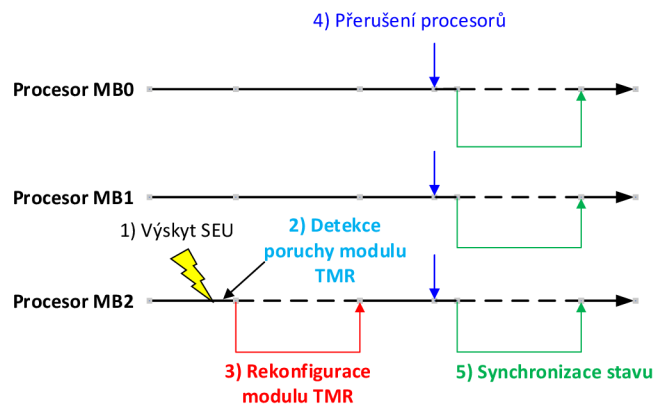 4) Přerušení procesorů
Procesor MB0
Procesor MB1
1) Výskyt SEU
2) Detekce
poruchy modulu
TMR
Procesor MB2
3) Rekonfigurace
modulu TMR
5) Synchronizace stavu